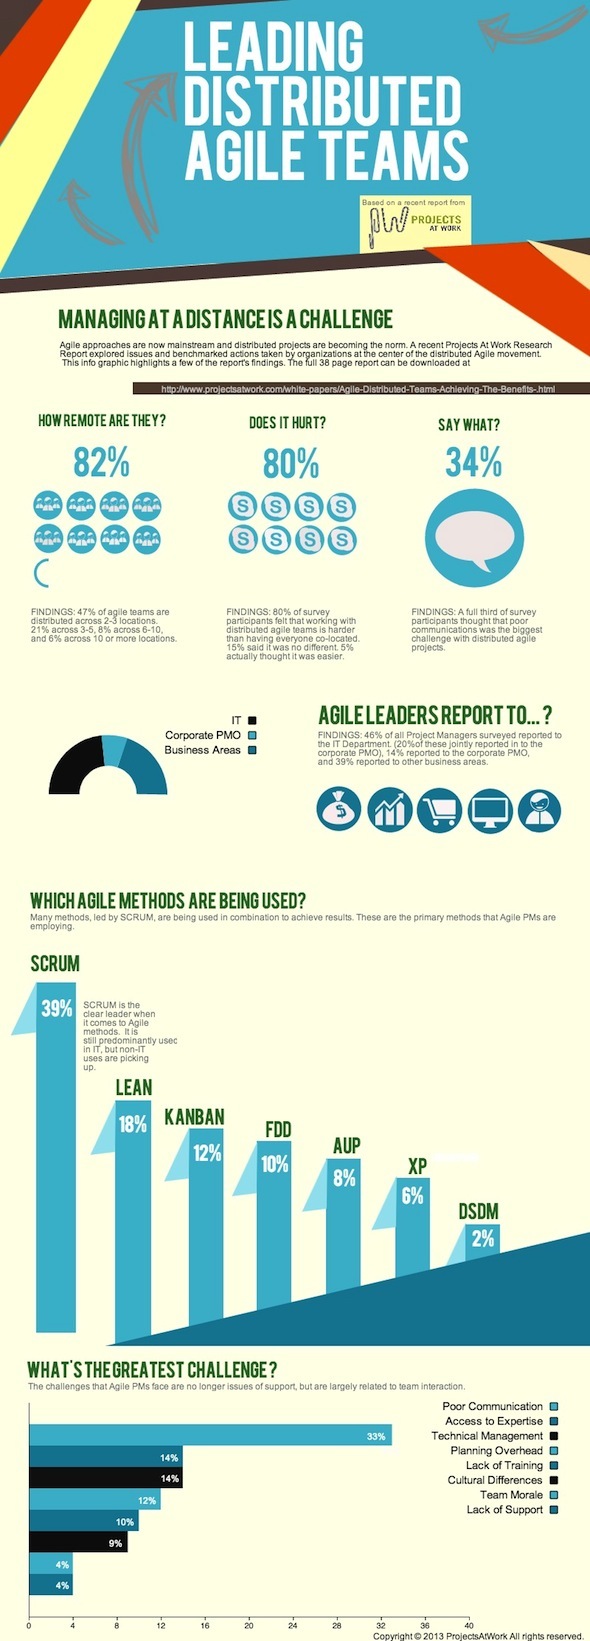 LEADING
DISTRIBUTED
AGILE TEAMS
Based on a recent report from
PW PROJECTS
AT WORK
MANAGING AT A DISTANCE IS A CHALLENGE
Agile approaches are now mainstream and distributed projects are becoming the norm. A recent Projects At Work Research
Report explored issues and benchmarked actions taken by organizations at the center of the distributed Agile movement.
This info graphic highlights a few of the report's findings. The full 38 page report can be downloaded at
http://www.projectsatwork.com/white-papers/Agile-Distributed-Teams-Achieving-The-Benefits-.html
HOW REMOTE ARE THEY?
82%
FINDINGS: 47% of agile teams are
distributed across 2-3 locations.
21% across 3-5, 8% across 6-10,
and 6% across 10 or more locations.
DOES IT HURT?
80%
S S S S
S S S S
FINDINGS: 80% of survey
participants felt that working with
distributed agile teams is harder
than having everyone co-located.
15% said it was no different. 5%
actually thought it was easier.
SAY WHAT?
34%
FINDINGS: A full third of survey
participants thought that poor
communications was the biggest
challenge with distributed agile
projects.
IT
Corporate PMO
Business Areas
AGILE LEADERS REPORT TO... ?
FINDINGS: 46% of all Project Managers surveyed reported to
the IT Department. (20%of these jointly reported in to the
corporate PMO), 14% reported to the corporate PMO,
and 39% reported to other business areas.
$
WHICH AGILE METHODS ARE BEING USED?
Many methods, led by SCRUM, are being used in combination to achieve results. These are the primary methods that Agile PMs are
employing.
SCRUM
39%
SCRUM is the
clear leader when
it comes to Agile
methods. It is
still predominantly used
in IT, but non-IT
uses are picking
up.
LEAN
18%
KANBAN
12%
FDD
10%
AUP
8%
XP
6%
DSDM
2%
WHAT'S THE GREATEST CHALLENGE?
The challenges that Agile PMs face are no longer issues of support, but are largely related to team interaction.
Poor Communication
Access to Expertise
Technical Management
Planning Overhead
Lack of Training
Cultural Differences
Team Morale
Lack of Support
33%
14%
14%
12%
10%
9%
4%
4%
0 4 8 12 16 20 24 28 32 36 40
Copyright © 2013 ProjectsAtWork All rights reserved.